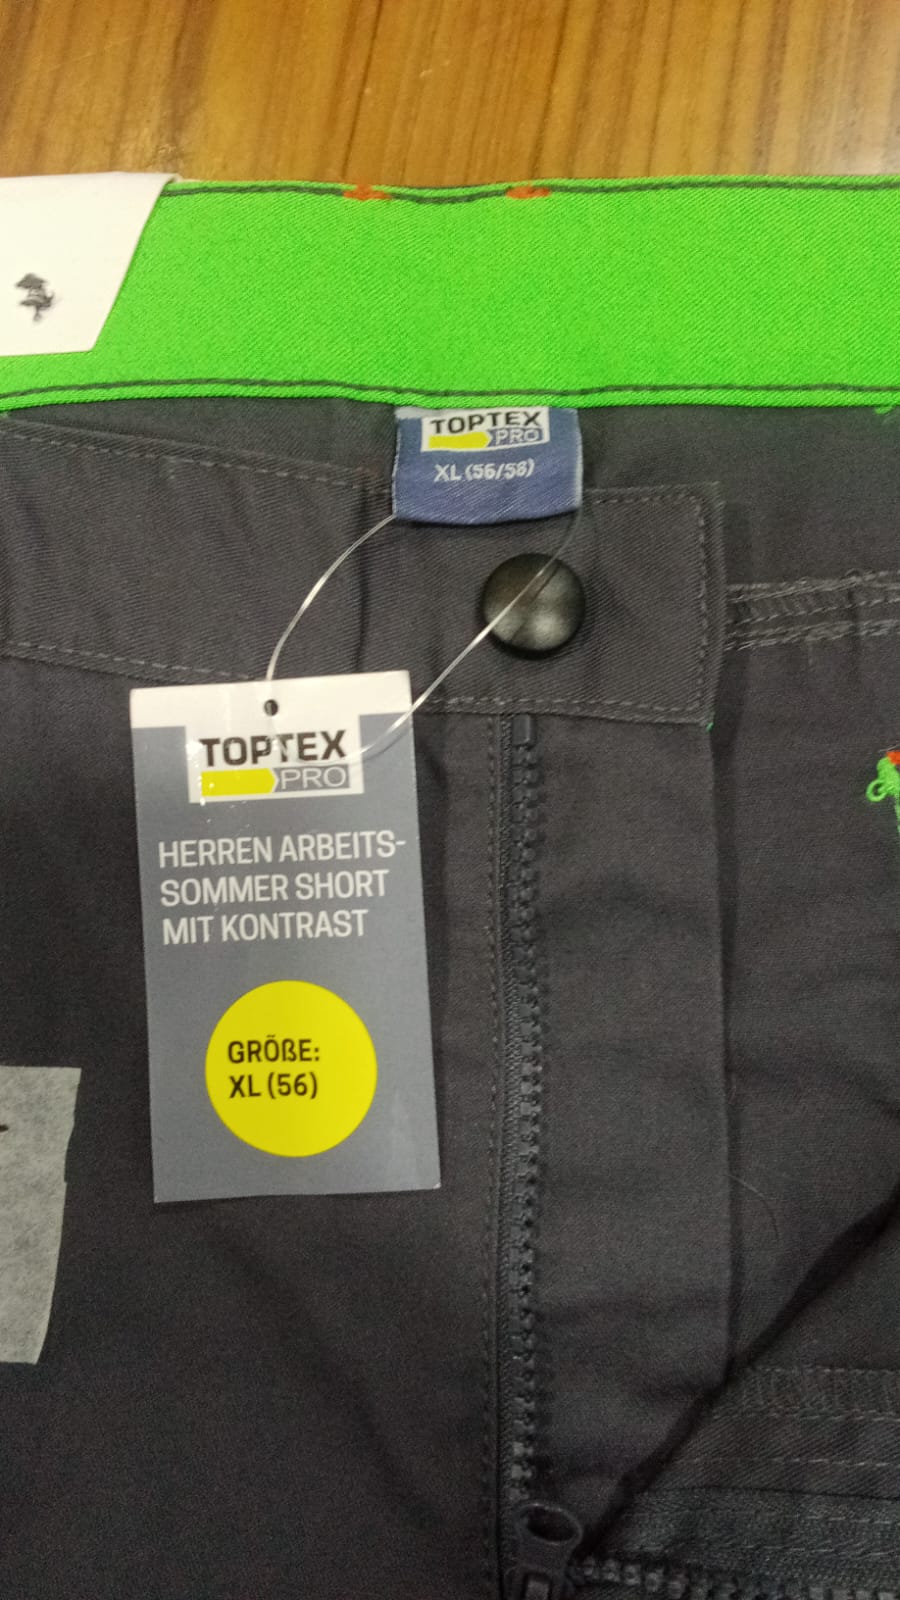 TOPTEX
PRO
XL (56/58)
TOPTEX
PRO
HERREN ARBEITS-
SOMMER SHORT
MIT KONTRAST
GRÖßE:
XL (56)